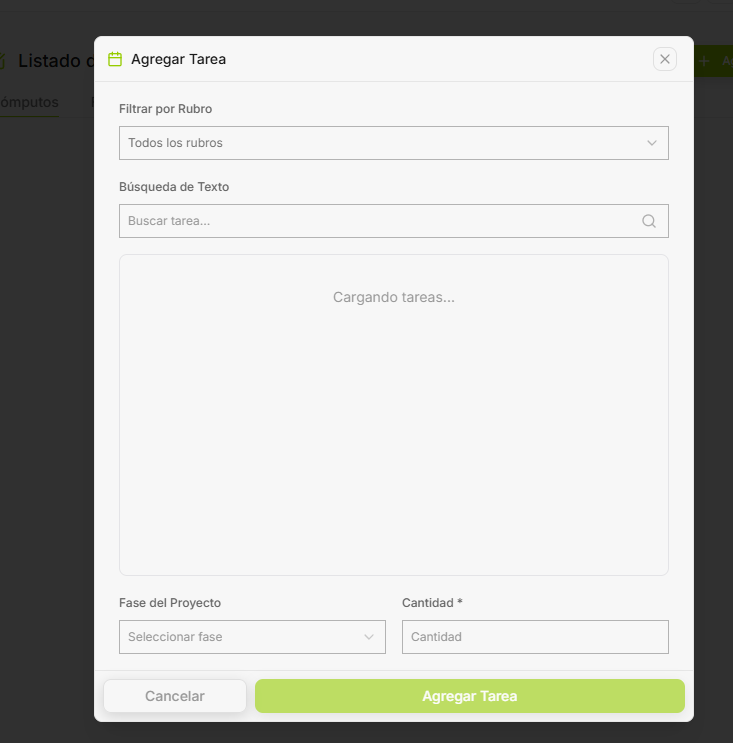 Listado d
Agregar Tarea
+ Ag
ómputos
Filtrar por Rubro
Todos los rubros
Búsqueda de Texto
Buscar tarea...
Cargando tareas...
Fase del Proyecto
Cantidad *
Seleccionar fase
Cantidad
Cancelar
Agregar Tarea